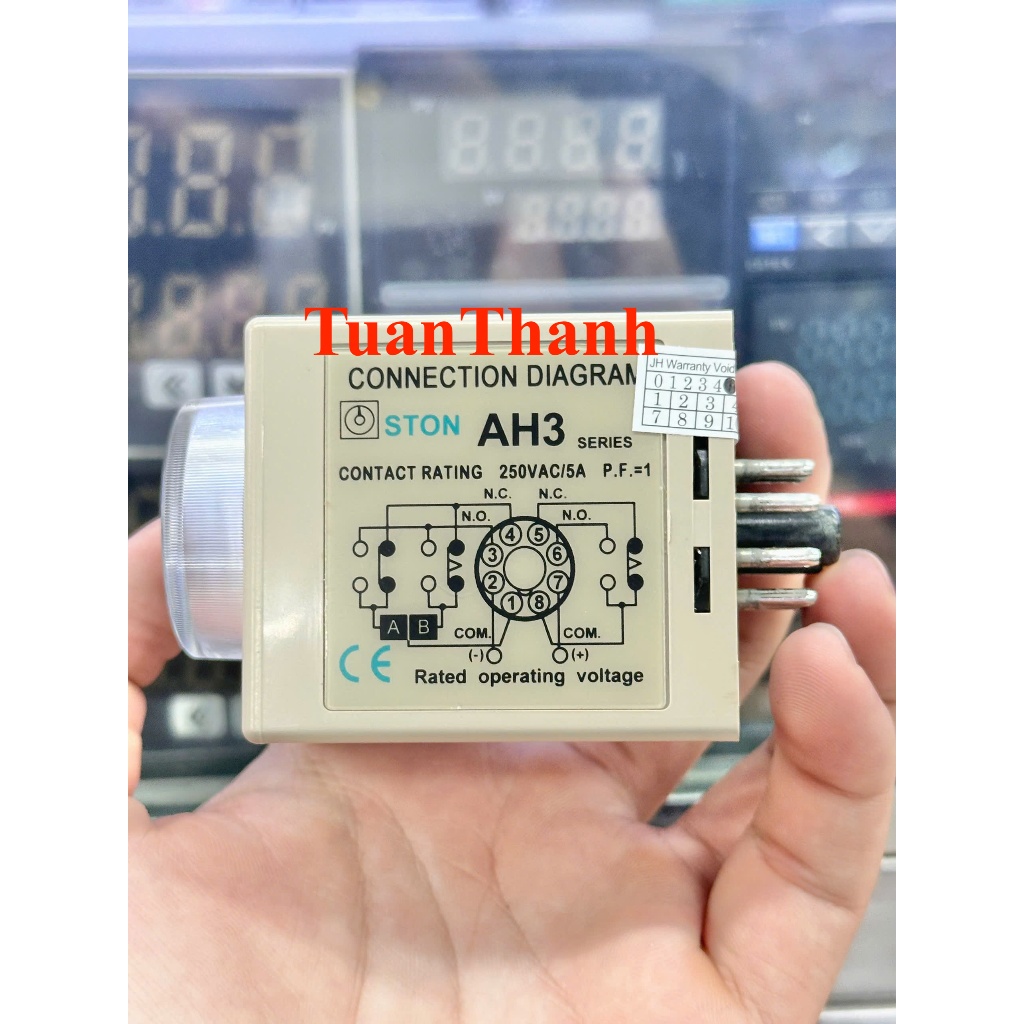 TuanThanh
CONNECTION DIAGRAM
JH Warranty Void
0 1 2 3 4
1 2 3
7 8 9
STON AH3 SERIES
CONTACT RATING 250VAC/5A P.F.=1
N.C. N.C.
N.O. N.O.
4 5
3 6
2 7
1 8
A B
COM. COM.
(-) (+)
CE
Rated operating voltage